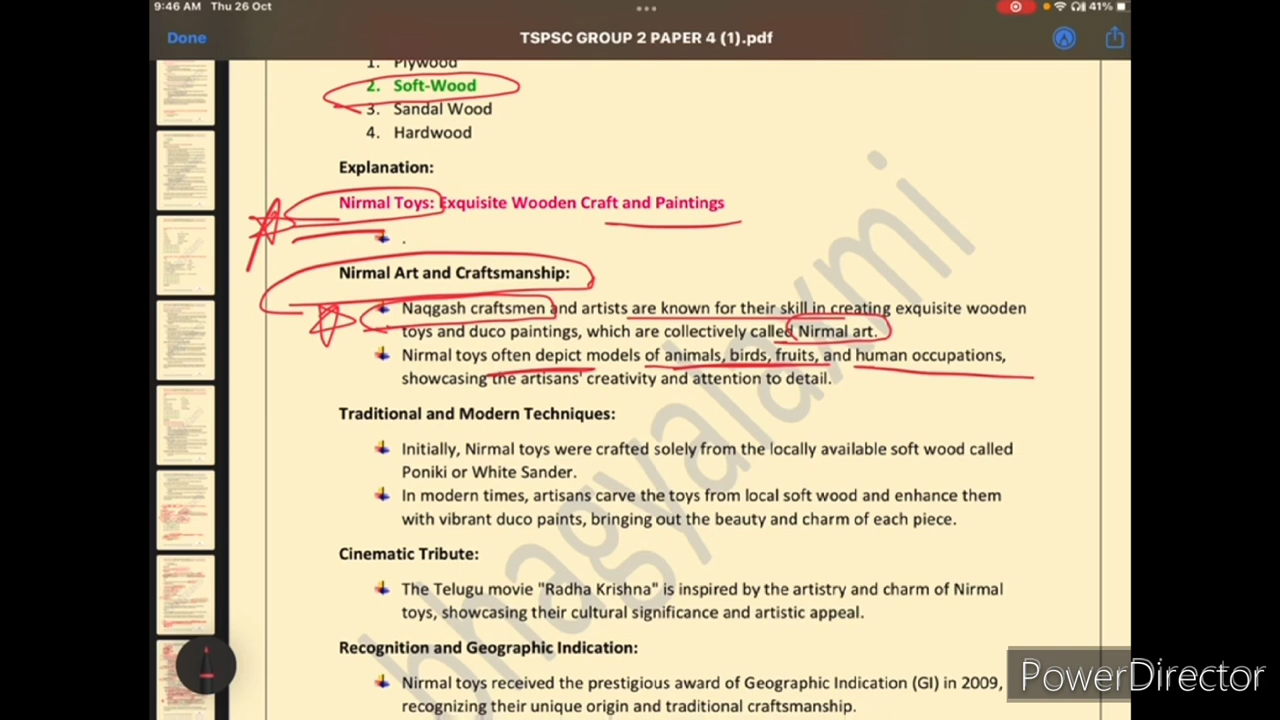 9:46 AM Thu 26 Oct
41%
Done
TSPSC GROUP 2 PAPER 4 (1).pdf
1. Plywood
2. Soft-Wood
3. Sandal Wood
4. Hardwood
Explanation:
Nirmal Toys: Exquisite Wooden Craft and Paintings
.
Nirmal Art and Craftsmanship:
Naqgash craftsmen and artists are known for their skill in creating exquisite wooden
toys and duco paintings, which are collectively called Nirmal art.
Nirmal toys often depict models of animals, birds, fruits, and human occupations,
showcasing the artisans' creativity and attention to detail.
Traditional and Modern Techniques:
Initially, Nirmal toys were crafted solely from the locally available soft wood called
Poniki or White Sander.
In modern times, artisans carve the toys from local soft wood and enhance them
with vibrant duco paints, bringing out the beauty and charm of each piece.
Cinematic Tribute:
The Telugu movie "Radha Krishna" is inspired by the artistry and charm of Nirmal
toys, showcasing their cultural significance and artistic appeal.
Recognition and Geographic Indication:
Nirmal toys received the prestigious award of Geographic Indication (GI) in 2009,
recognizing their unique origin and traditional craftsmanship.
bhagyalaxmi
PowerDirector